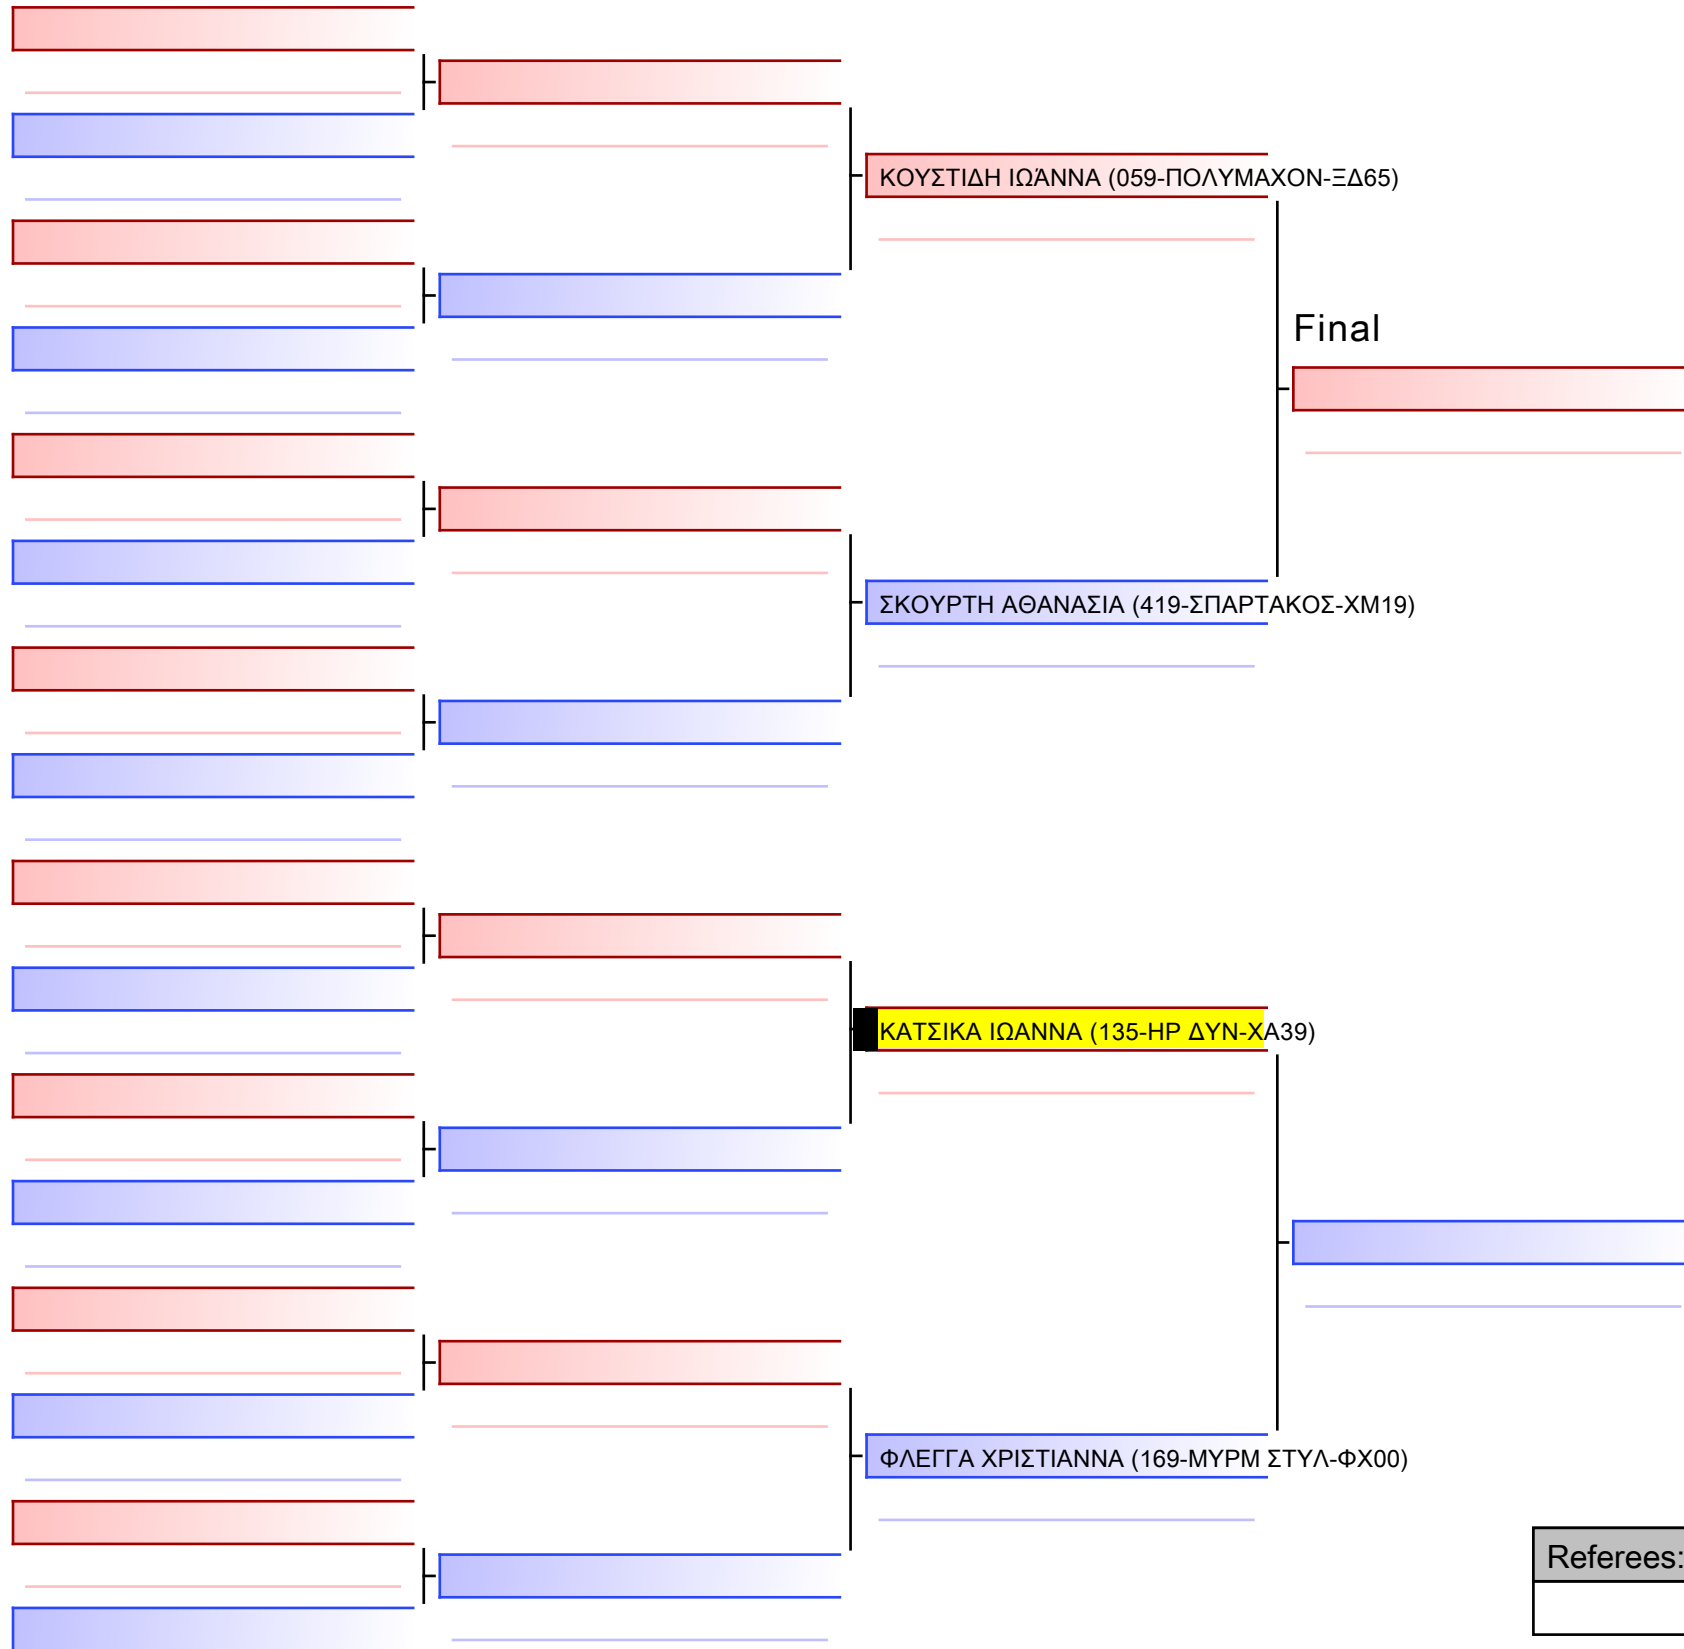 ΚΟΥΣΤΙΔΗ ΙΩΆΝΝΑ (059-ΠΟΛΥΜΑΧΟΝ-ΞΔ65)
Final
ΣΚΟΥΡΤΗ ΑΘΑΝΑΣΙΑ (419-ΣΠΑΡΤΑΚΟΣ-ΧΜ19)
ΚΑΤΣΙΚΑ ΙΩΑΝΝΑ (135-ΗΡ ΔΥΝ-ΧΑ39)
ΦΛΕΓΓΑ ΧΡΙΣΤΙΑΝΝΑ (169-ΜΥΡΜ ΣΤΥΛ-ΦΧ00)
Referees: